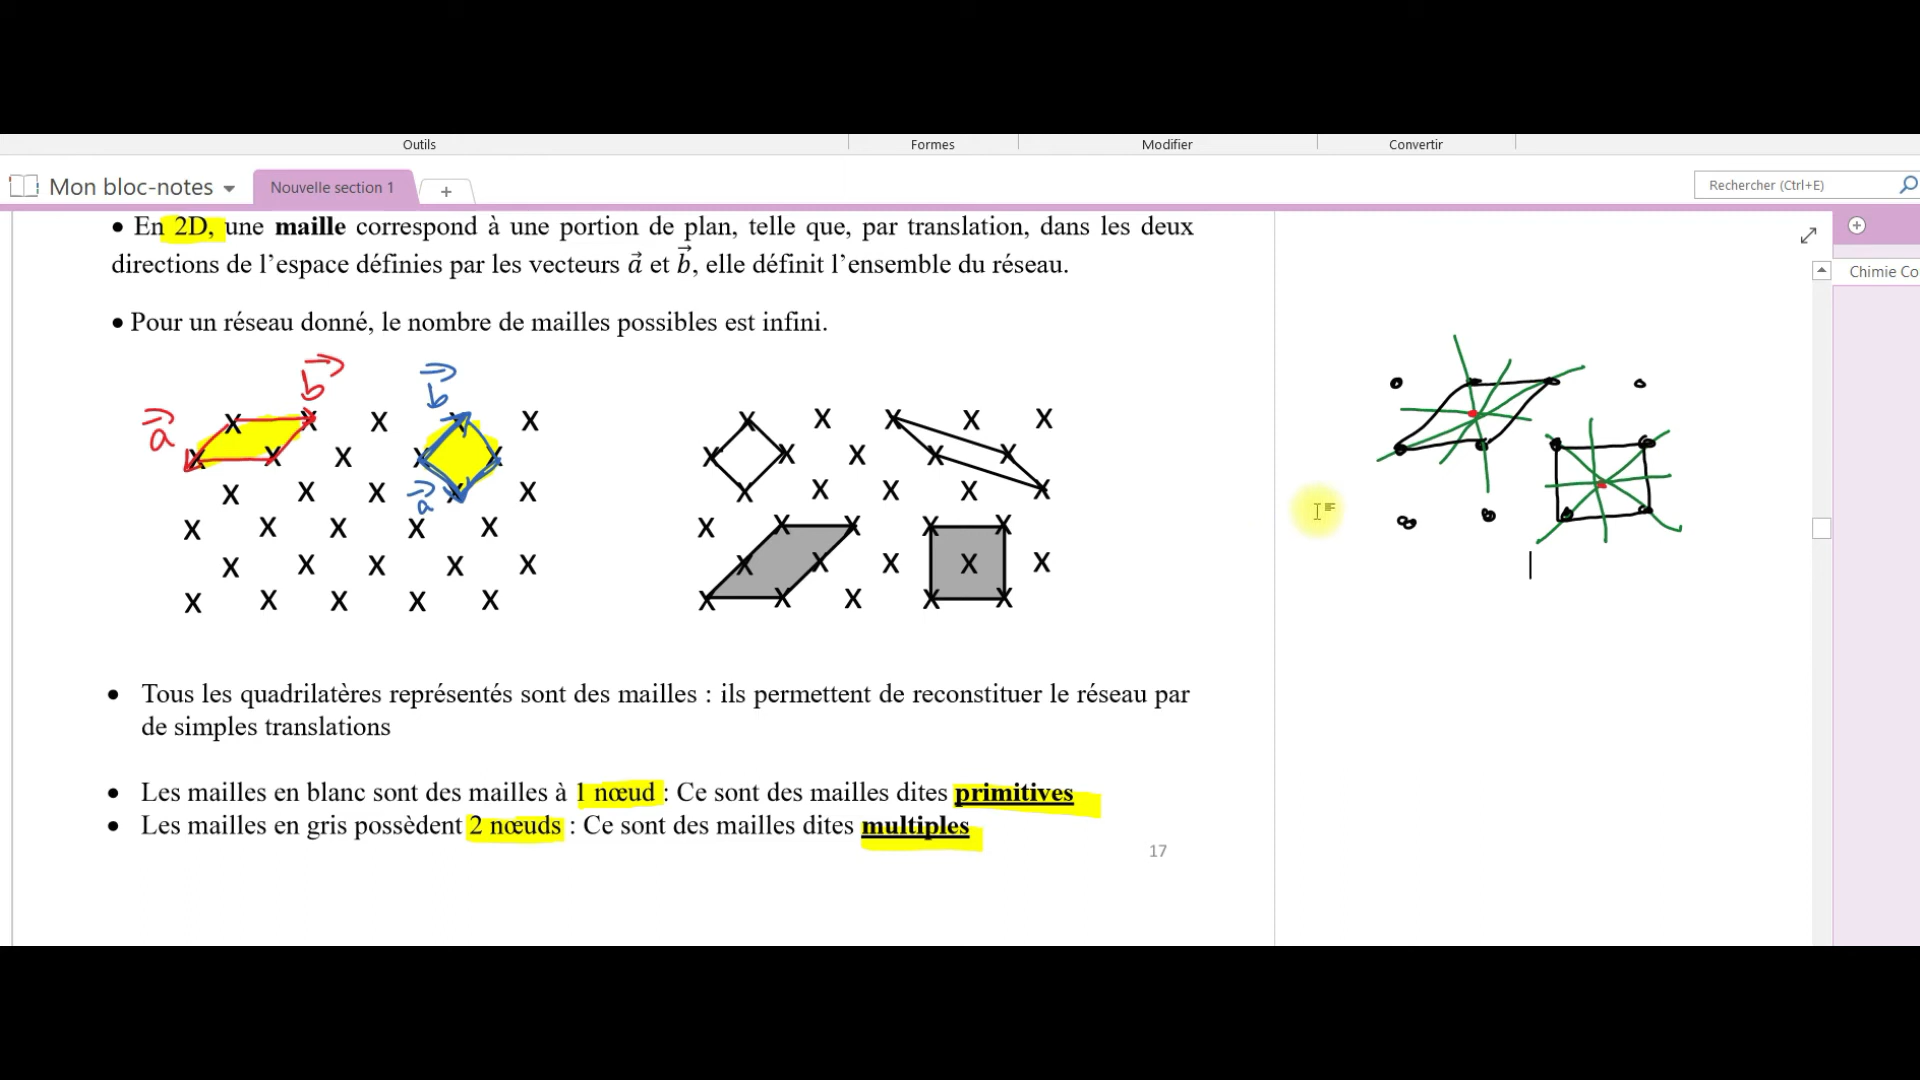 Outils Formes Modifier Convertir
Mon bloc-notes Nouvelle section 1 + Rechercher (Ctrl+E)
Chimie Co
• En 2D, une maille correspond à une portion de plan, telle que, par translation, dans les deux
directions de l’espace définies par les vecteurs a⃗ et b⃗, elle définit l’ensemble du réseau.
• Pour un réseau donné, le nombre de mailles possibles est infini.
a⃗ b⃗ b⃗ a⃗
• Tous les quadrilatères représentés sont des mailles : ils permettent de reconstituer le réseau par
de simples translations
• Les mailles en blanc sont des mailles à 1 nœud : Ce sont des mailles dites primitives
• Les mailles en gris possèdent 2 nœuds : Ce sont des mailles dites multiples
17